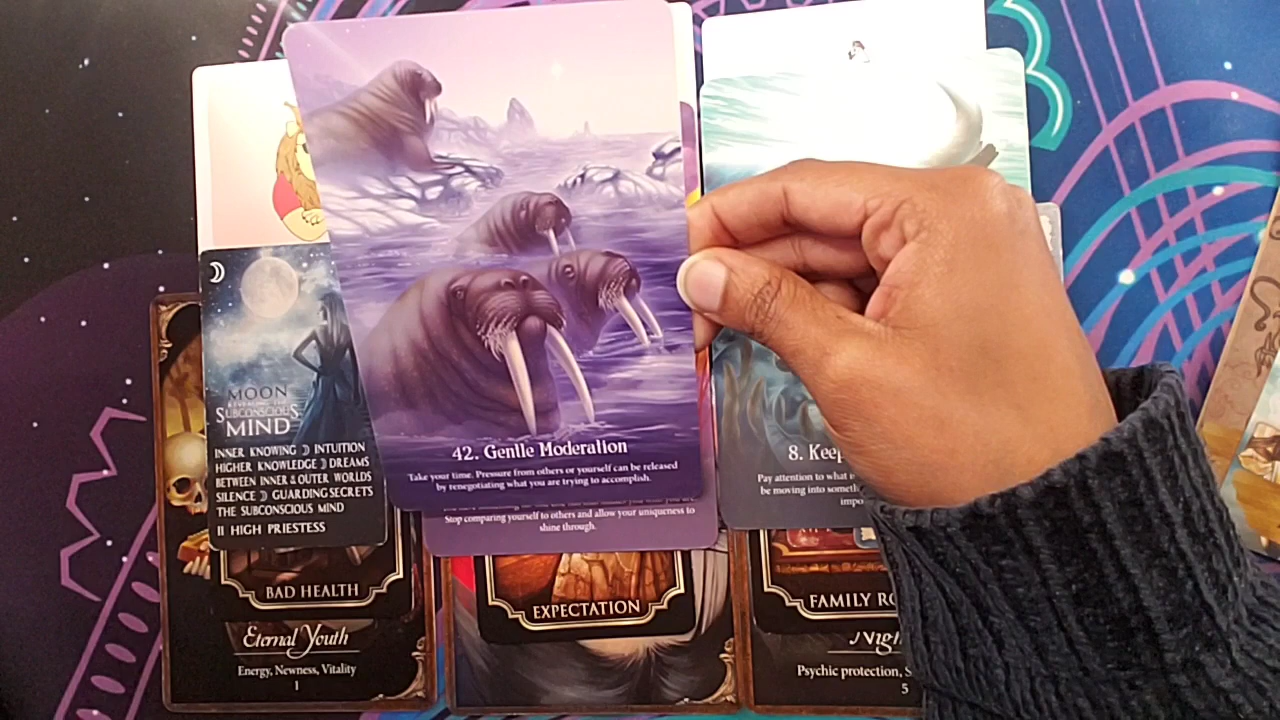 42. Gentle Moderation
Take your time. Pressure from others or yourself can be released
by renegotiating what you are trying to accomplish.
Stop comparing yourself to others and allow your uniqueness to
shine through.
8. Keep
Pay attention to what
be moving into
MOON
SUBCONSCIOUS
MIND
INNER KNOWING ☽ INTUITION
HIGHER KNOWLEDGE ☽ DREAMS
BETWEEN INNER & OUTER WORLDS
SILENCE ☽ GUARDING SECRETS
THE SUBCONSCIOUS MIND
II HIGH PRIESTESS
BAD HEALTH
Eternal Youth
Energy, Newness, Vitality
1
EXPECTATION
FAMILY
Psychic protection,
5